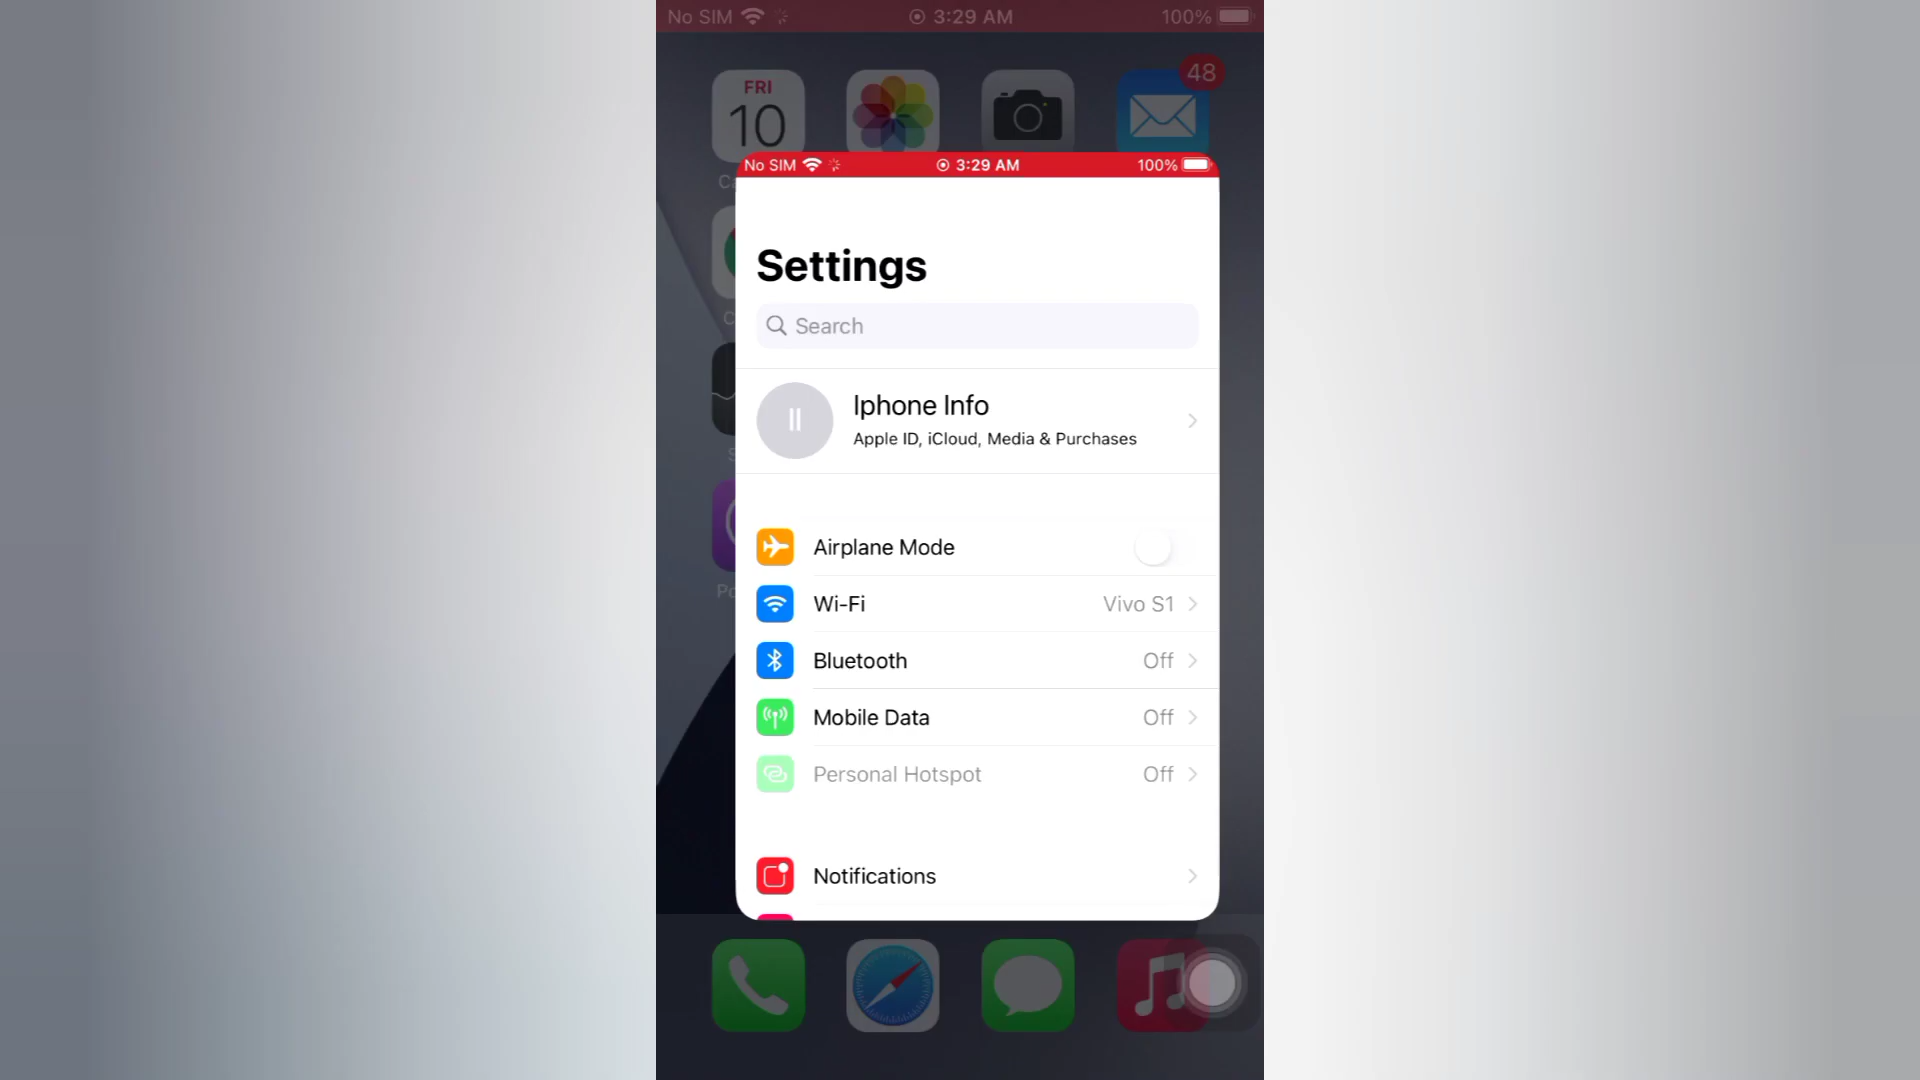 No SIM 3:29 AM 100%
FRI
10
48
No SIM 3:29 AM 100%
Settings
Search
II
Iphone Info
Apple ID, iCloud, Media & Purchases
Airplane Mode
Wi-Fi Vivo S1
Bluetooth Off
Mobile Data Off
Personal Hotspot Off
Notifications